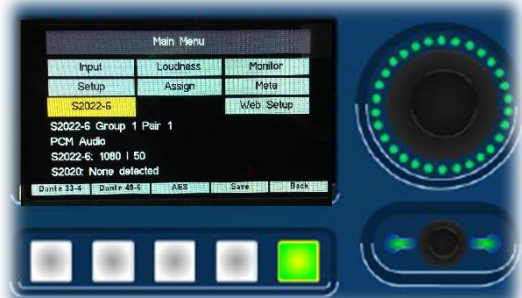 Main Menu
Input Loudness Monitor
Setup Assign Meta
S2022-6 Web Setup
S2022-6 Group 1 Pair 1
PCM Audio
S2022-6: 1080 I 50
S2020: None detected
Dante 33-4 Dante 49-6 AES Save Back